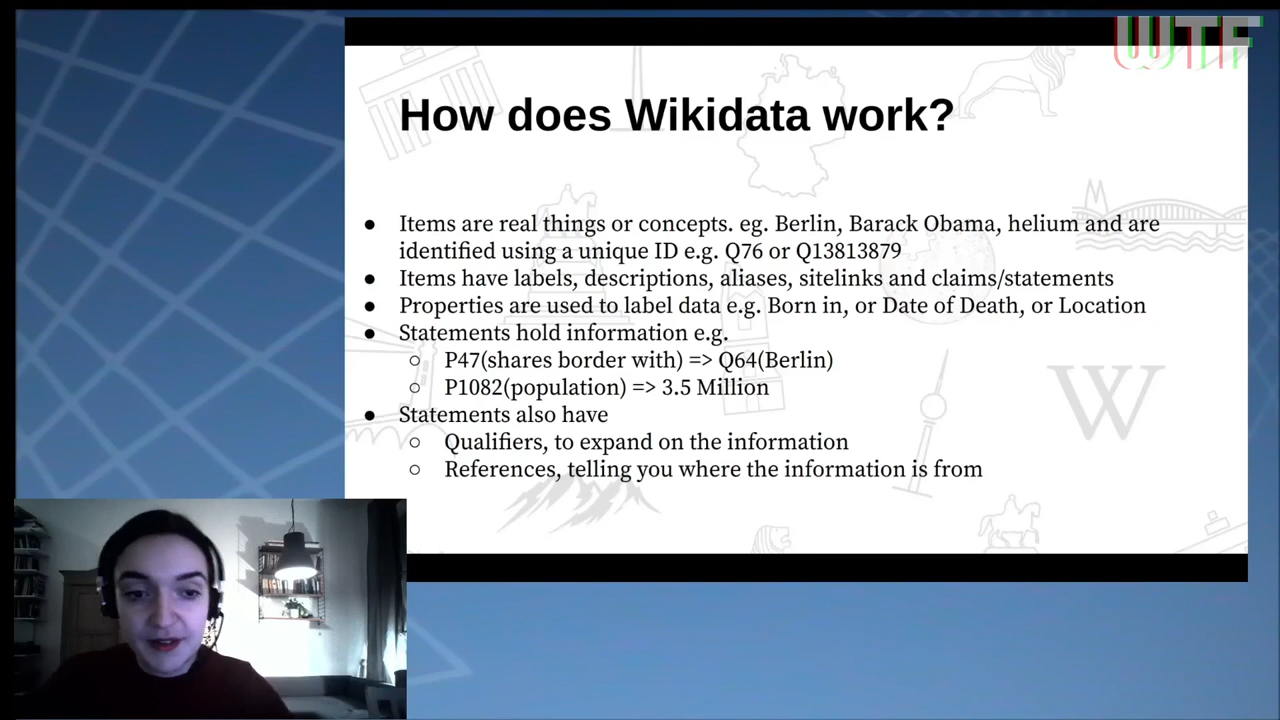 WTF
How does Wikidata work?
● Items are real things or concepts. eg. Berlin, Barack Obama, helium and are
identified using a unique ID e.g. Q76 or Q13813879
● Items have labels, descriptions, aliases, sitelinks and claims/statements
● Properties are used to label data e.g. Born in, or Date of Death, or Location
● Statements hold information e.g.
○ P47(shares border with) => Q64(Berlin)
○ P1082(population) => 3.5 Million
● Statements also have
○ Qualifiers, to expand on the information
○ References, telling you where the information is from
W